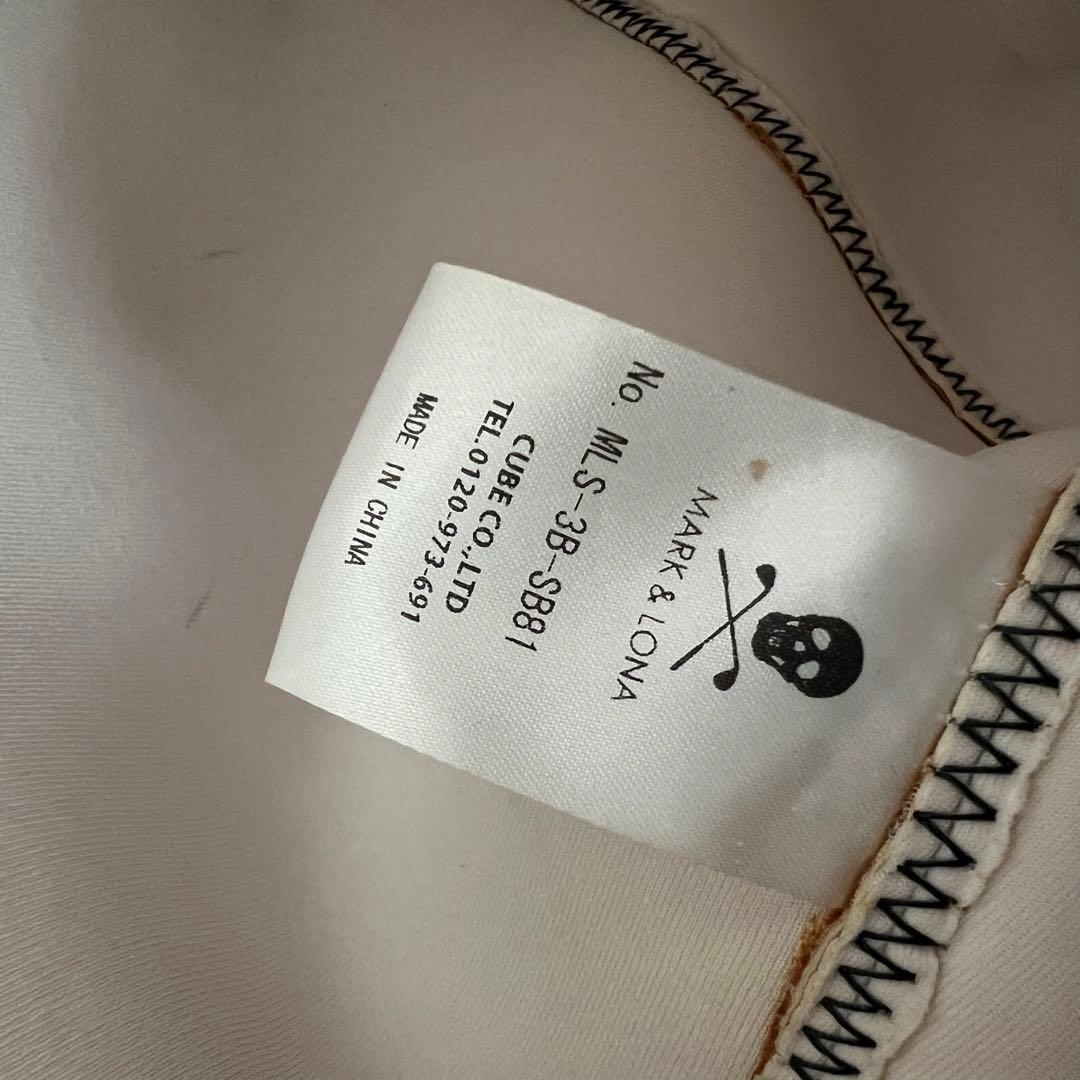 MARK & LONA
No. MLS-3B-SB81
CUBE CO.,LTD
TEL.0120-973-691
MADE IN CHINA